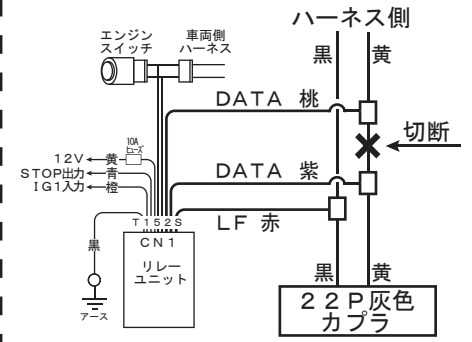 ハーネス側
エンジン
スイッチ
車両側
ハーネス
黒
黄
DATA 桃
切断
10A
ヒューズ
12V
黄
STOP出力
青
IG1入力
橙
DATA 紫
LF 赤
T152S
CN1
リレー
ユニット
黒
アース
黒
黄
22P灰色
カプラ